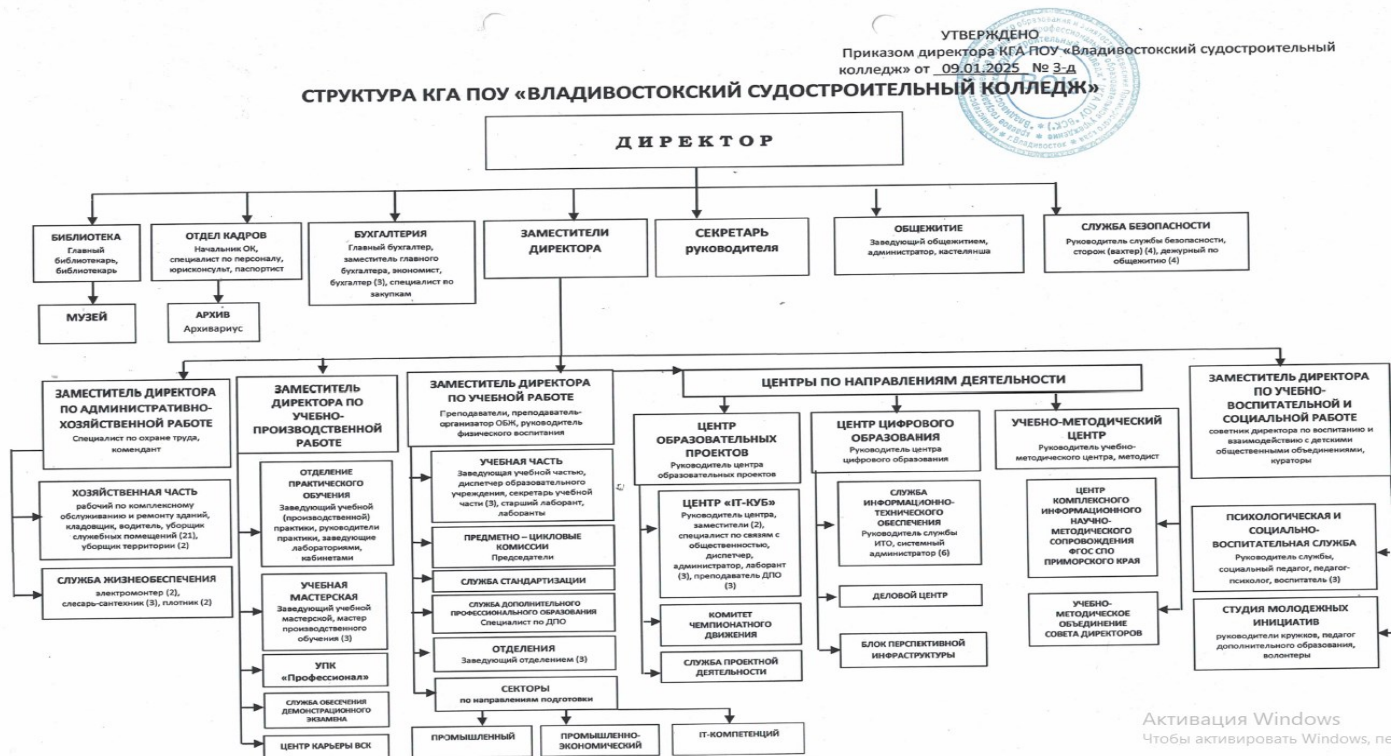 УТВЕРЖДЕНО
Приказом директора КГА ПОУ «Владивостокский судостроительный
колледж» от 09.01.2025 № 3-д
СТРУКТУРА КГА ПОУ «ВЛАДИВОСТОКСКИЙ СУДОСТРОИТЕЛЬНЫЙ КОЛЛЕДЖ»
ДИРЕКТОР
БИБЛИОТЕКА
Главный
библиотекарь,
библиотекарь
ОТДЕЛ КАДРОВ
Начальник ОК,
специалист по персоналу,
юрисконсульт, паспортист
БУХГАЛТЕРИЯ
Главный бухгалтер,
заместитель главного
бухгалтера, экономист,
бухгалтер (3), специалист по
закупкам
ЗАМЕСТИТЕЛИ
ДИРЕКТОРА
СЕКРЕТАРЬ
руководителя
ОБЩЕЖИТИЕ
Заведующий общежитием,
администратор, кастелянша
СЛУЖБА БЕЗОПАСНОСТИ
Руководитель службы безопасности,
сторож (вахтер) (4), дежурный по
общежитию (4)
МУЗЕЙ
АРХИВ
Архивариус
ЗАМЕСТИТЕЛЬ ДИРЕКТОРА
ПО АДМИНИСТРАТИВНО-
ХОЗЯЙСТВЕННОЙ РАБОТЕ
Специалист по охране труда,
комендант
ХОЗЯЙСТВЕННАЯ ЧАСТЬ
рабочий по комплексному
обслуживанию и ремонту зданий,
кладовщик, водитель, уборщик
служебных помещений (21),
уборщик территории (2)
СЛУЖБА ЖИЗНЕОБЕСПЕЧЕНИЯ
электромонтер (2),
слесарь-сантехник (3), плотник (2)
ЗАМЕСТИТЕЛЬ
ДИРЕКТОРА ПО
УЧЕБНО-
ПРОИЗВОДСТВЕННОЙ
РАБОТЕ
ОТДЕЛЕНИЕ
ПРАКТИЧЕСКОГО
ОБУЧЕНИЯ
Заведующий учебной
(производственной)
практики, руководители
практики, заведующие
лабораториями,
кабинетами
УЧЕБНАЯ
МАСТЕРСКАЯ
Заведующий учебной
мастерской, мастер
производственного
обучения (3)
УПК
«Профессионал»
СЛУЖБА ОБЕСЕЧЕНИЯ
ДЕМОНСТРАЦИОННОГО
ЭКЗАМЕНА
ЦЕНТР КАРЬЕРЫ ВСК
ЗАМЕСТИТЕЛЬ ДИРЕКТОРА
ПО УЧЕБНОЙ РАБОТЕ
Преподаватели, преподаватель-
организатор ОБЖ, руководитель
физического воспитания
УЧЕБНАЯ ЧАСТЬ
Заведующая учебной частью,
диспетчер образовательного
учреждения, секретарь учебной
части (3), старший лаборант,
лаборанты
ПРЕДМЕТНО – ЦИКЛОВЫЕ
КОМИССИИ
Председатели
СЛУЖБА СТАНДАРТИЗАЦИИ
СЛУЖБА ДОПОЛНИТЕЛЬНОГО
ПРОФЕССИОНАЛЬНОГО ОБРАЗОВАНИЯ
Специалист по ДПО
ОТДЕЛЕНИЯ
Заведующий отделением (3)
СЕКТОРЫ
по направлениям подготовки
ПРОМЫШЛЕННЫЙ
ПРОМЫШЛЕННО-
ЭКОНОМИЧЕСКИЙ
IT-КОМПЕТЕНЦИЙ
ЦЕНТРЫ ПО НАПРАВЛЕНИЯМ ДЕЯТЕЛЬНОСТИ
ЦЕНТР
ОБРАЗОВАТЕЛЬНЫХ
ПРОЕКТОВ
Руководитель центра
образовательных проектов
ЦЕНТР «IT-КУБ»
Руководитель центра,
заместители (2),
специалист по связям с
общественностью,
диспетчер,
администратор, лаборант
(3), преподаватель ДПО
(3)
КОМИТЕТ
ЧЕМПИОНАТНОГО
ДВИЖЕНИЯ
СЛУЖБА ПРОЕКТНОЙ
ДЕЯТЕЛЬНОСТИ
ЦЕНТР ЦИФРОВОГО
ОБРАЗОВАНИЯ
Руководитель центра
цифрового образования
СЛУЖБА
ИНФОРМАЦИОННО-
ТЕХНИЧЕСКОГО
ОБЕСПЕЧЕНИЯ
Руководитель службы
ИТО, системный
администратор (6)
ДЕЛОВОЙ ЦЕНТР
БЛОК ПЕРСПЕКТИВНОЙ
ИНФРАСТРУКТУРЫ
УЧЕБНО-МЕТОДИЧЕСКИЙ
ЦЕНТР
Руководитель учебно-
методического центра, методист
ЦЕНТР
КОМПЛЕКСНОГО
ИНФОРМАЦИОННОГО
НАУЧНО-
МЕТОДИЧЕСКОГО
СОПРОВОЖДЕНИЯ
ФГОС СПО
ПРИМОРСКОГО КРАЯ
УЧЕБНО-
МЕТОДИЧЕСКОЕ
ОБЪЕДИНЕНИЕ
СОВЕТА ДИРЕКТОРОВ
ЗАМЕСТИТЕЛЬ ДИРЕКТОРА
ПО УЧЕБНО-
ВОСПИТАТЕЛЬНОЙ И
СОЦИАЛЬНОЙ РАБОТЕ
советник директора по воспитанию и
взаимодействию с детскими
общественными объединениями,
кураторы
ПСИХОЛОГИЧЕСКАЯ И
СОЦИАЛЬНО-
ВОСПИТАТЕЛЬНАЯ СЛУЖБА
Руководитель службы,
социальный педагог, педагог-
психолог, воспитатель (3)
СТУДИЯ МОЛОДЕЖНЫХ
ИНИЦИАТИВ
руководители кружков, педагог
дополнительного образования,
волонтеры
Активация Windows
Чтобы активировать Windows, пе